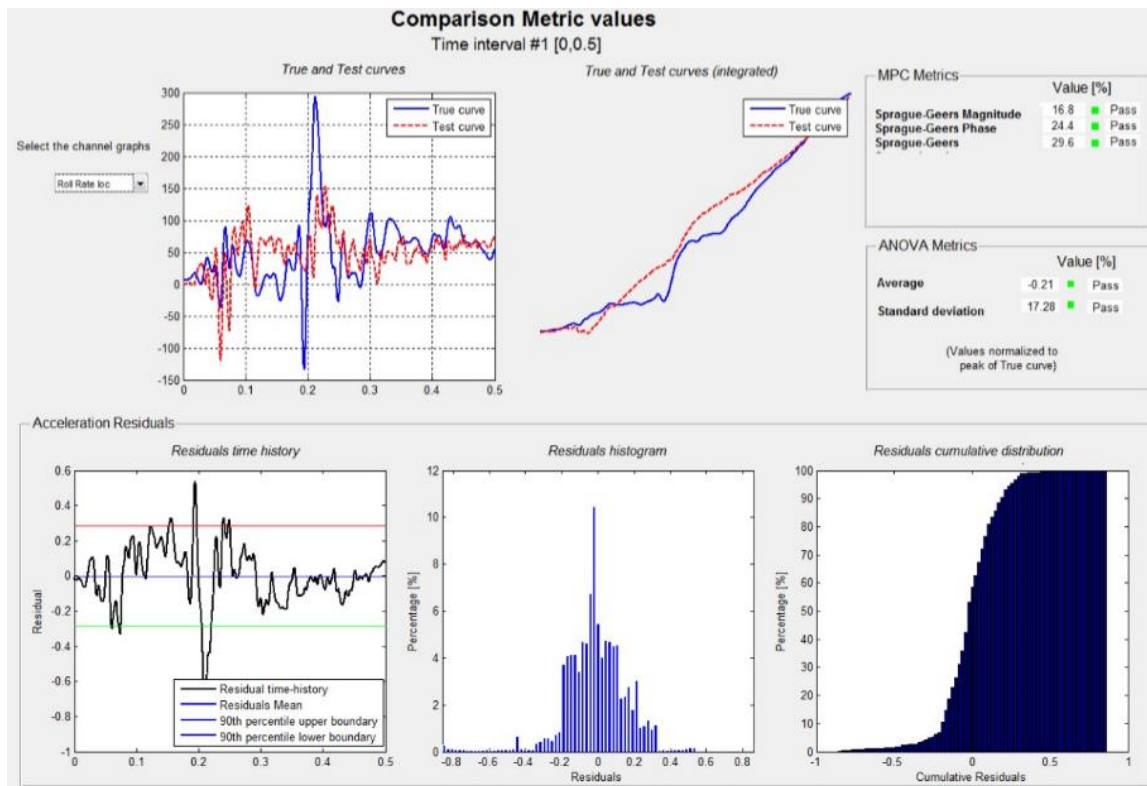 Comparison Metric values
Time interval #1 [0,0.5]
True and Test curves
300
250
200
150
100
50
0
-50
-100
-150
0
0.1
0.2
0.3
0.4
0.5
True curve
Test curve
Select the channel graphs
Roll Rate loc
True and Test curves (integrated)
True curve
Test curve
MPC Metrics
Value [%]
Sprague-Geers Magnitude 16.8 Pass
Sprague-Geers Phase 24.4 Pass
Sprague-Geers 29.6 Pass
ANOVA Metrics
Value [%]
Average -0.21 Pass
Standard deviation 17.28 Pass
(Values normalized to
peak of True curve)
Acceleration Residuals
Residuals time history
0.6
0.4
0.2
0
-0.2
-0.4
-0.6
-0.8
-1
Residual
0
0.1
0.2
0.3
0.4
0.5
Residual time-history
Residuals Mean
90th percentile upper boundary
90th percentile lower boundary
Residuals histogram
12
10
8
6
4
2
0
Percentage [%]
-0.8
-0.6
-0.4
-0.2
0
0.2
0.4
0.6
0.8
Residuals
Residuals cumulative distribution
100
90
80
70
60
50
40
30
20
10
0
Percentage [%]
-1
-0.5
0
0.5
1
Cumulative Residuals